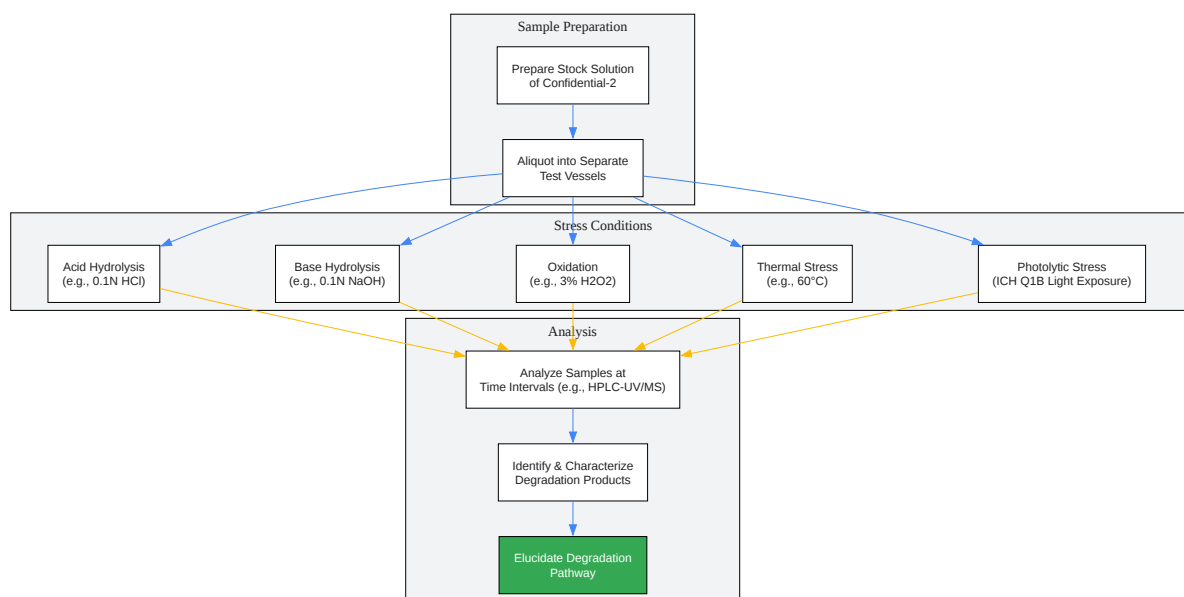 Sample Preparation
Prepare Stock Solution
of Confidential-2
Aliquot into Separate
Test Vessels
Stress Conditions
Acid Hydrolysis
(e.g., 0.1N HCl)
Base Hydrolysis
(e.g., 0.1N NaOH)
Oxidation
(e.g., 3% H2O2)
Thermal Stress
(e.g., 60°C)
Photolytic Stress
(ICH Q1B Light Exposure)
Analysis
Analyze Samples at
Time Intervals (e.g., HPLC-UV/MS)
Identify & Characterize
Degradation Products
Elucidate Degradation
Pathway